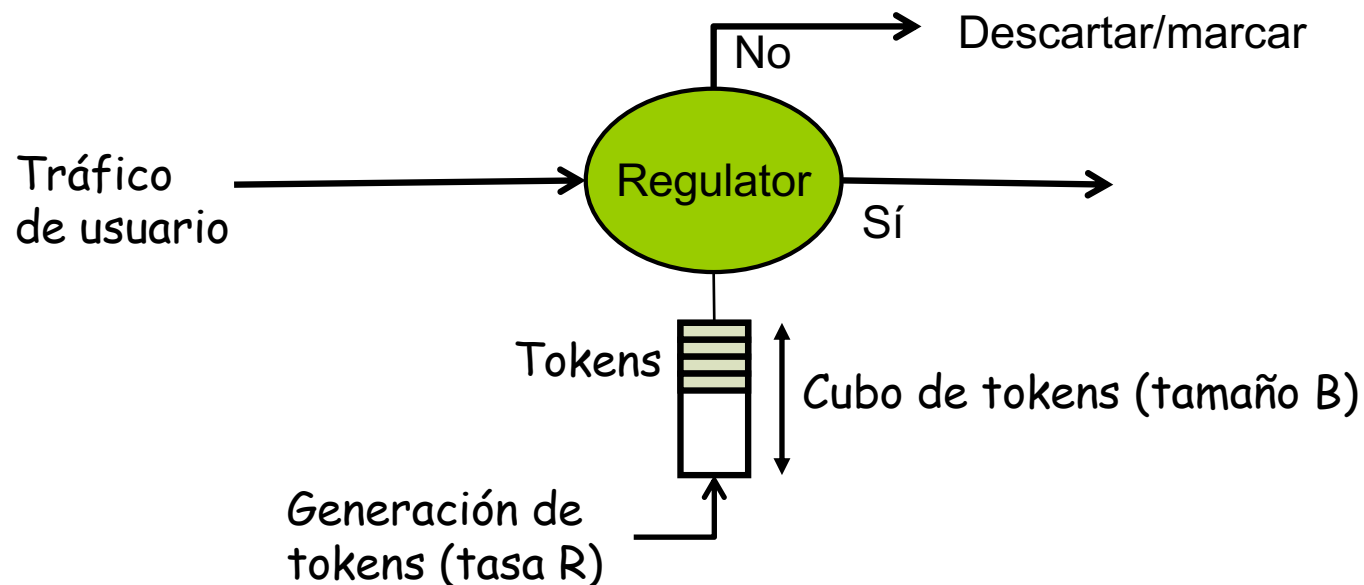 Descartar/marcar
No
Tráfico
de usuario
Regulator
Sí
Tokens
Cubo de tokens (tamaño B)
Generación de
tokens (tasa R)